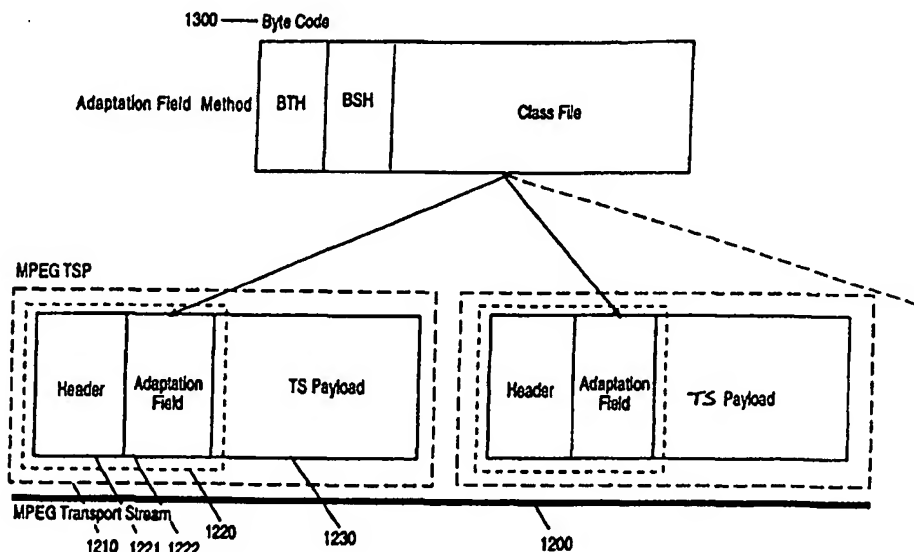 1300 Byte Code
Adaptation Field Method
BTH
BSH
Class File
MPEG TSP
Header
Adaptation
Field
TS Payload
Header
Adaptation
Field
TS Payload
MPEG Transport Stream
1210 1221 1222 1220 1230 1200